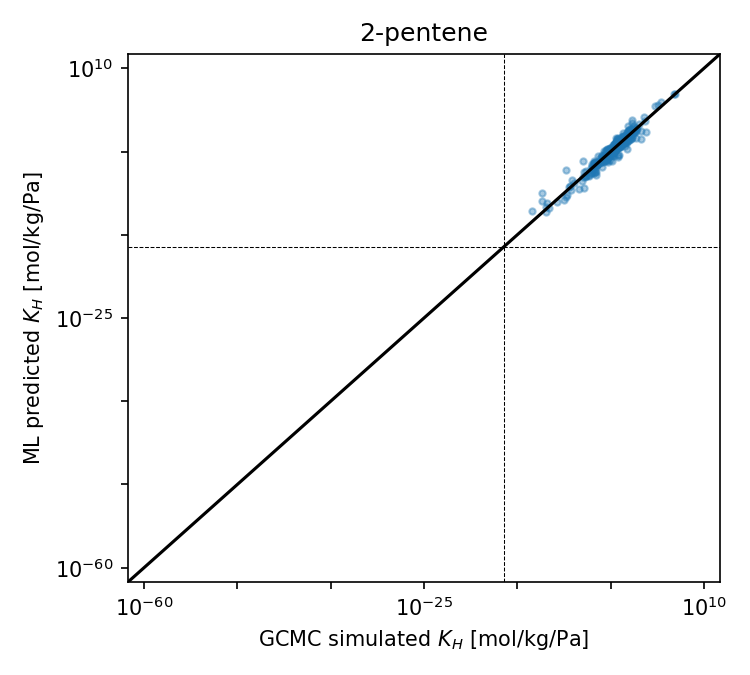 2-pentene
10^10
10^-25
10^-60
ML predicted K_H [mol/kg/Pa]
10^-60
10^-25
10^10
GCMC simulated K_H [mol/kg/Pa]